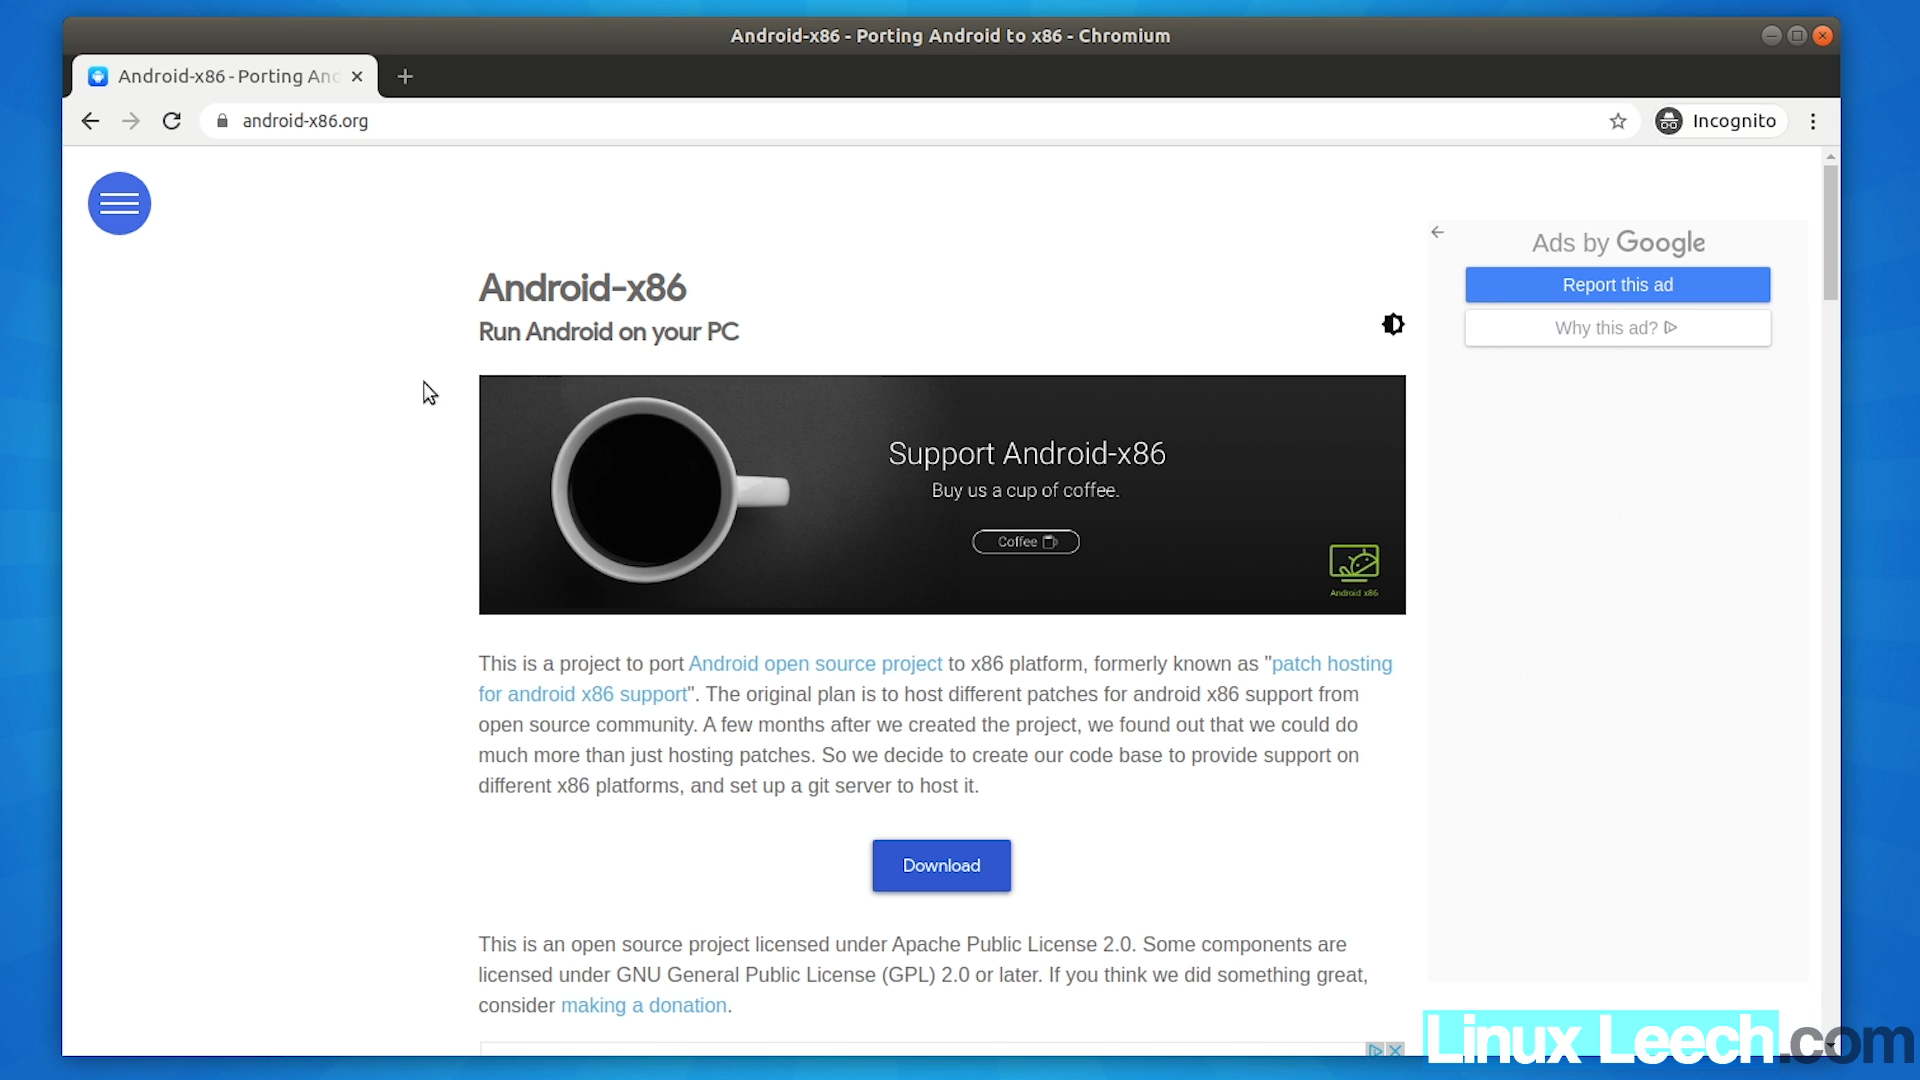 Android-x86 - Porting Android to x86 - Chromium
Android-x86 - Porting And
android-x86.org
Incognito
Ads by Google
Report this ad
Why this ad?
Android-x86
Run Android on your PC
Support Android-x86
Buy us a cup of coffee.
Coffee
Android x86
This is a project to port Android open source project to x86 platform, formerly known as "patch hosting
for android x86 support". The original plan is to host different patches for android x86 support from
open source community. A few months after we created the project, we found out that we could do
much more than just hosting patches. So we decide to create our code base to provide support on
different x86 platforms, and set up a git server to host it.
Download
This is an open source project licensed under Apache Public License 2.0. Some components are
licensed under GNU General Public License (GPL) 2.0 or later. If you think we did something great,
consider making a donation.
Linux Leech.com